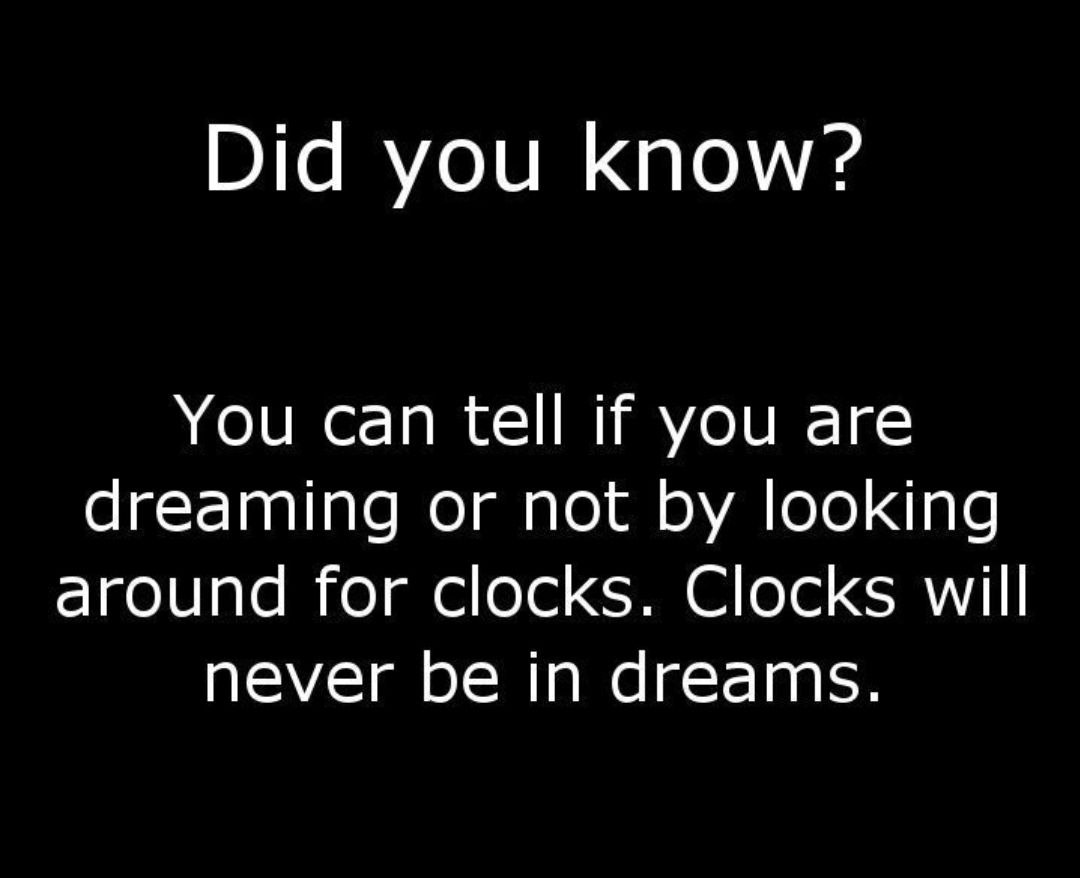 Did you know?
You can tell if you are
dreaming or not by looking
around for clocks. Clocks will
never be in dreams.